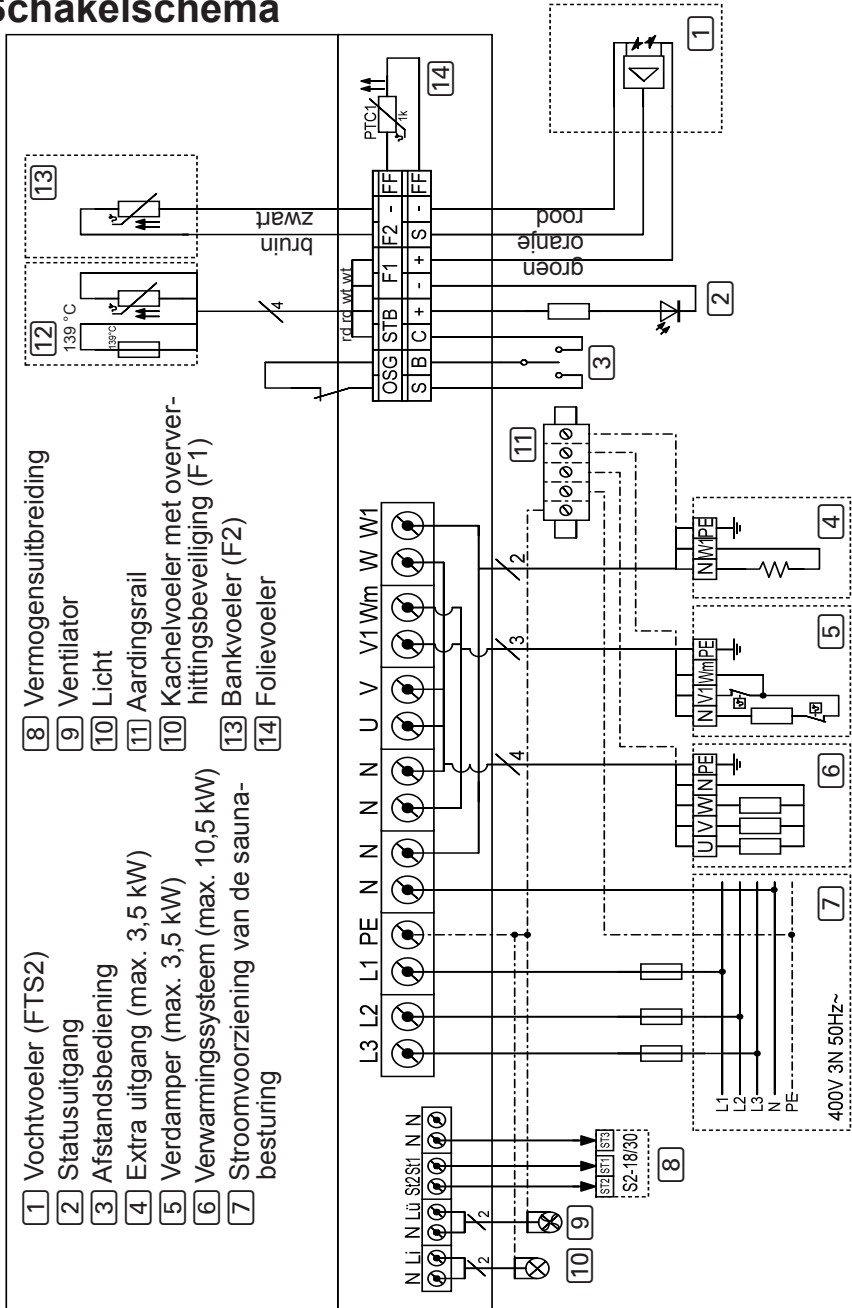 Schakelschema
1 Vochtvoeler (FTS2)
2 Statusuitgang
3 Afstandsbediening
4 Extra uitgang (max. 3,5 kW)
5 Verdamper (max. 3,5 kW)
6 Verwarmingssysteem (max. 10,5 kW)
7 Stroomvoorziening van de sauna-
besturing
8 Vermogensuitbreiding
9 Ventilator
10 Licht
11 Aardingsrail
10 Kachelvoeler met oververhittingsbeveiliging (F1)
13 Bankvoeler (F2)
14 Folievoeler
12
139 °C
139°C
13
bruin
zwart
4
rd rd wt wt
PTC1
1k
14
OSG STB F1 F2 - FF
S B C + - + S - FF
groen
oranje
rood
1
2
3
11
N Li N Lü St2 St1 N N
L3 L2 L1 PE N N N N U V V1 Wm W W1
2
2
4
3
2
10
9
ST2 ST1 ST3
S2-18/30
8
L1
L2
L3
N
PE
400V 3N 50Hz~
7
U V W N PE
6
N V1 Wm PE
5
N W1 PE
4